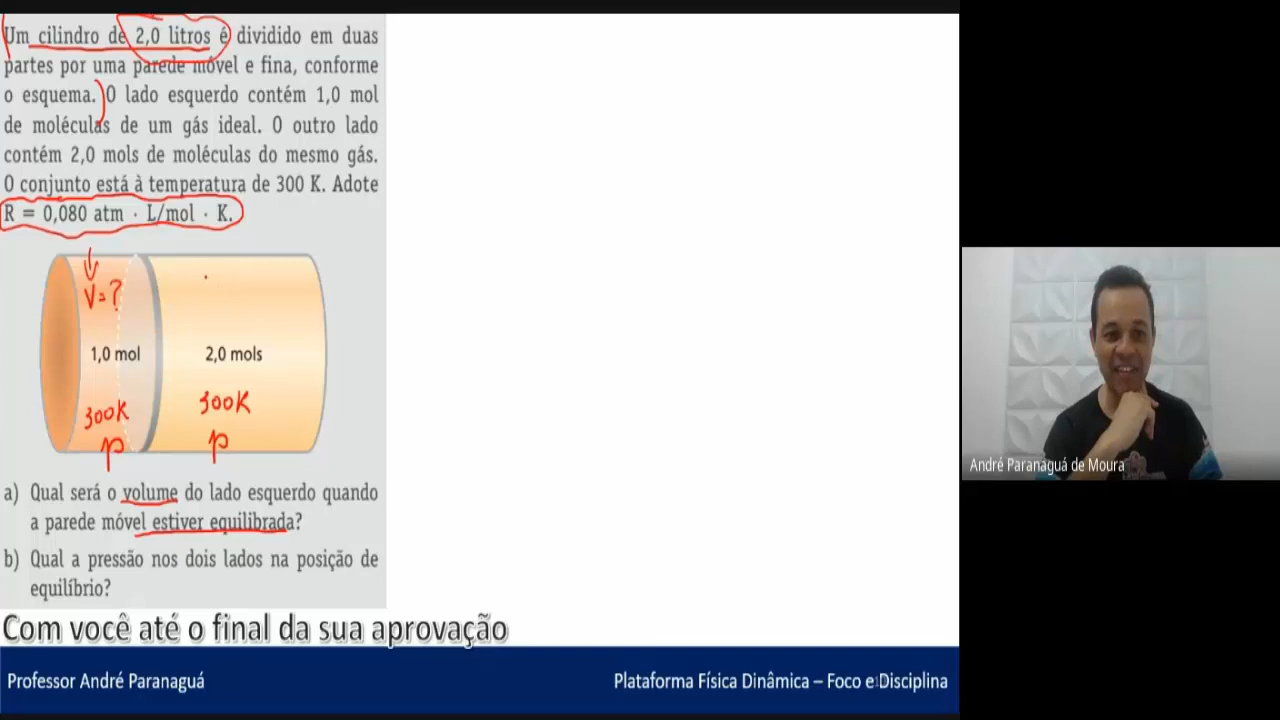 Um cilindro de 2,0 litros é dividido em duas
partes por uma parede móvel e fina, conforme
o esquema. O lado esquerdo contém 1,0 mol
de moléculas de um gás ideal. O outro lado
contém 2,0 mols de moléculas do mesmo gás.
O conjunto está à temperatura de 300 K. Adote
R = 0,080 atm · L/mol · K.
V=?
1,0 mol
2,0 mols
300K
300K
p
p
a) Qual será o volume do lado esquerdo quando
a parede móvel estiver equilibrada?
b) Qual a pressão nos dois lados na posição de
equilíbrio?
André Paranaguá de Moura
Com você até o final da sua aprovação
Professor André Paranaguá
Plataforma Física Dinâmica – Foco e Disciplina